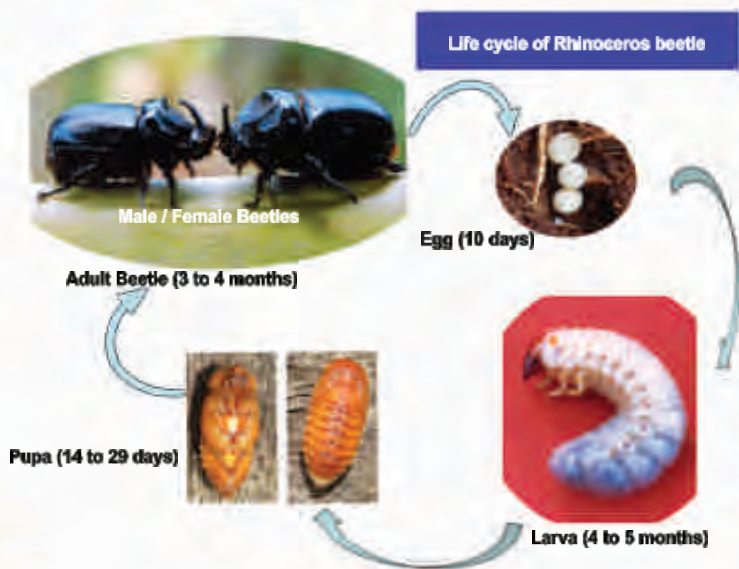 Life cycle of Rhinoceros beetle
Male / Female Beetles
Adult Beetle (3 to 4 months)
Egg (10 days)
Larva (4 to 5 months)
Pupa (14 to 29 days)